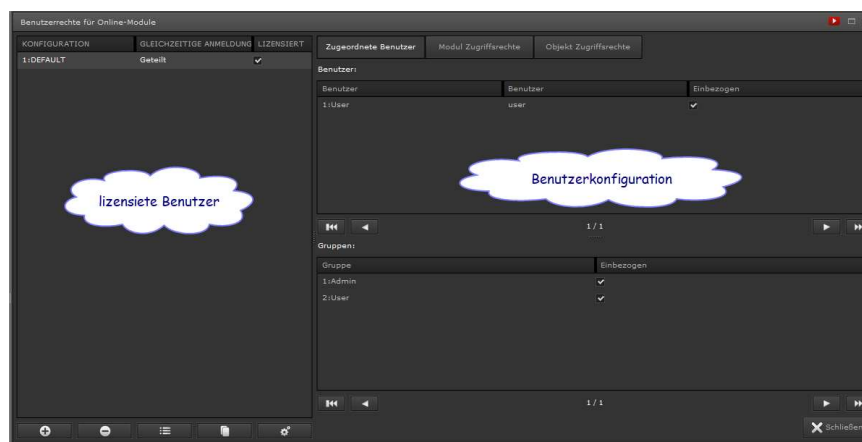 Benutzerrechte für Online-Module
KONFIGURATION GLEICHZEITIGE ANMELDUNG LIZENSIERT
1:DEFAULT Geteilt
lizensiete Benutzer
Zugeordnete Benutzer Modul Zugriffsrechte Objekt Zugriffsrechte
Benutzer:
Benutzer Benutzer Einbezogen
1:User user
Benutzerkonfiguration
1/1
Gruppen:
Gruppe Einbezogen
1:Admin
2:User
1/1
Schließen